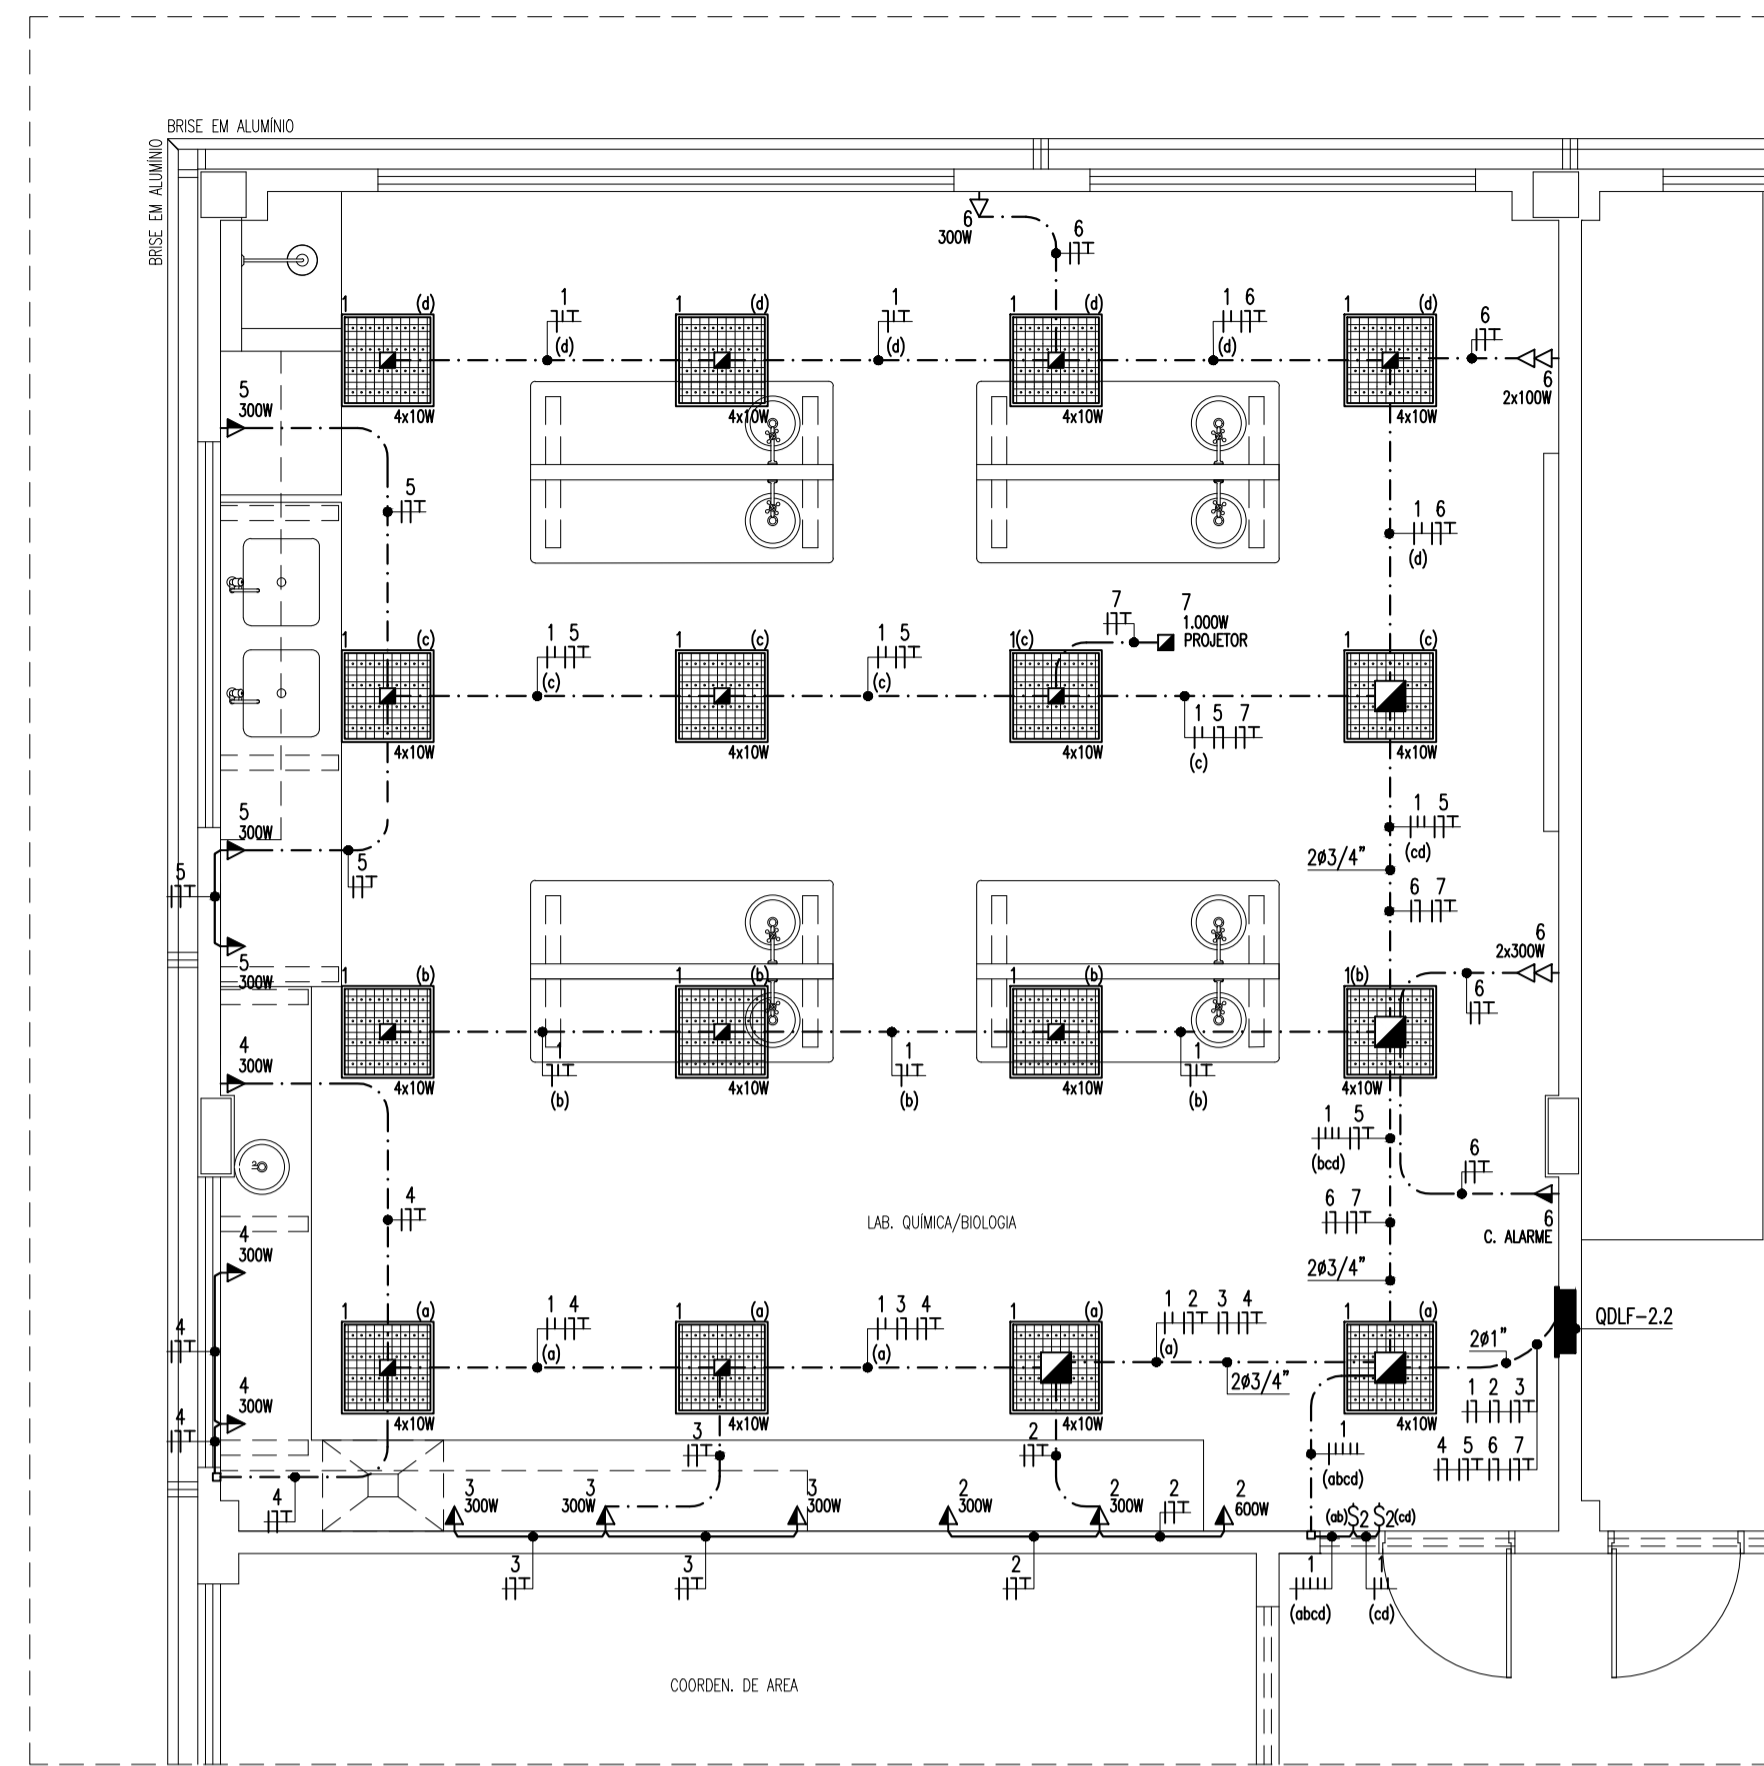 BRISE EM ALUMÍNIO
BRISE EM ALUMÍNIO
6
300W
6
1 (d)
1
(d)
1 (d)
1
(d)
1 (d)
1 6
(d)
1 (d)
6
4x10W
4x10W
4x10W
4x10W
6
2x100W
5
300W
5
1 6
(d)
7
7
1.000W
PROJETOR
1 (c)
1 5
(c)
1 (c)
1 5
(c)
1(c)
1 5 7
(c)
1 (c)
4x10W
4x10W
4x10W
4x10W
5
300W
5
5
1 5
(cd)
2ø3/4"
6 7
5
300W
6
2x300W
6
1 (b)
1 (b)
1
1(b)
4x10W
4x10W
4x10W
4x10W
1
(b)
1
(b)
1
(b)
4
300W
4
1 5
(bcd)
6
6 7
6
C. ALARME
2ø3/4"
LAB. QUÍMICA/BIOLOGIA
4
300W
4
1 (a)
1 4
(a)
1 (a)
1 3 4
(a)
1 (a)
1 2 3 4
(a)
2ø3/4"
1 (a)
2ø1"
QDLF-2.2
4x10W
4x10W
4x10W
4x10W
1 2 3
4 5 6 7
4
300W
4
4
3
2
1
(abcd)
3
300W
3
300W
3
300W
2
300W
2
300W
2
2
600W
(ab) S2 S2 (cd)
3
3
2
1
(abcd)
1
(cd)
COORDEN. DE AREA